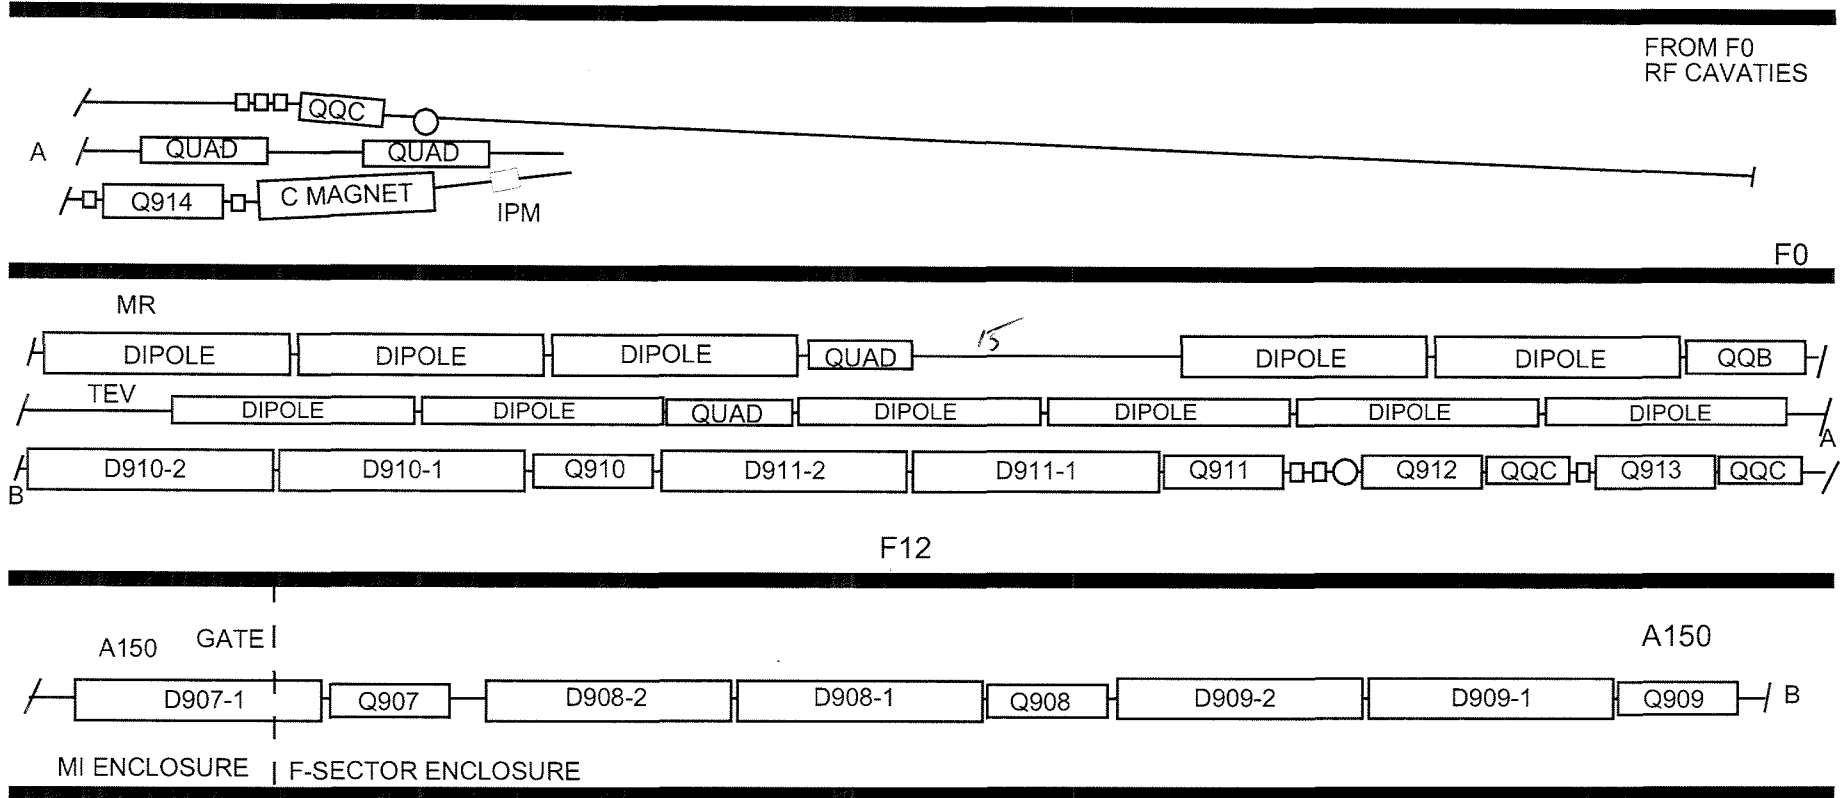 FROM F0
RF CAVATIES
QQC
A QUAD QUAD
Q914 C MAGNET
IPM
F0
MR
DIPOLE DIPOLE DIPOLE QUAD 15 DIPOLE DIPOLE QQB
TEV
DIPOLE DIPOLE QUAD DIPOLE DIPOLE DIPOLE DIPOLE
A
D910-2 D910-1 Q910 D911-2 D911-1 Q911 Q912 QQC Q913 QQC
B
F12
A150 GATE A150
D907-1 Q907 D908-2 D908-1 Q908 D909-2 D909-1 Q909 B
MI ENCLOSURE F-SECTOR ENCLOSURE